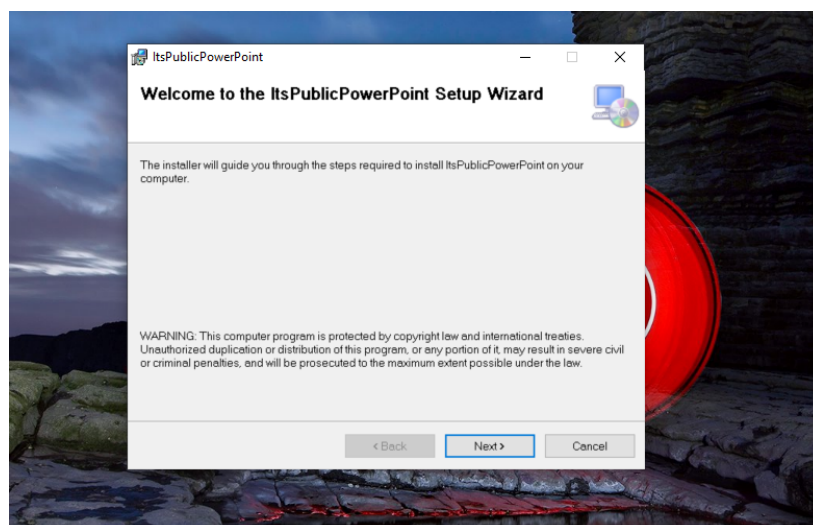 ItsPublicPowerPoint
Welcome to the ItsPublicPowerPoint Setup Wizard
The installer will guide you through the steps required to install ItsPublicPowerPoint on your
computer.
WARNING: This computer program is protected by copyright law and international treaties.
Unauthorized duplication or distribution of this program, or any portion of it, may result in severe civil
or criminal penalties, and will be prosecuted to the maximum extent possible under the law.
< Back Next > Cancel